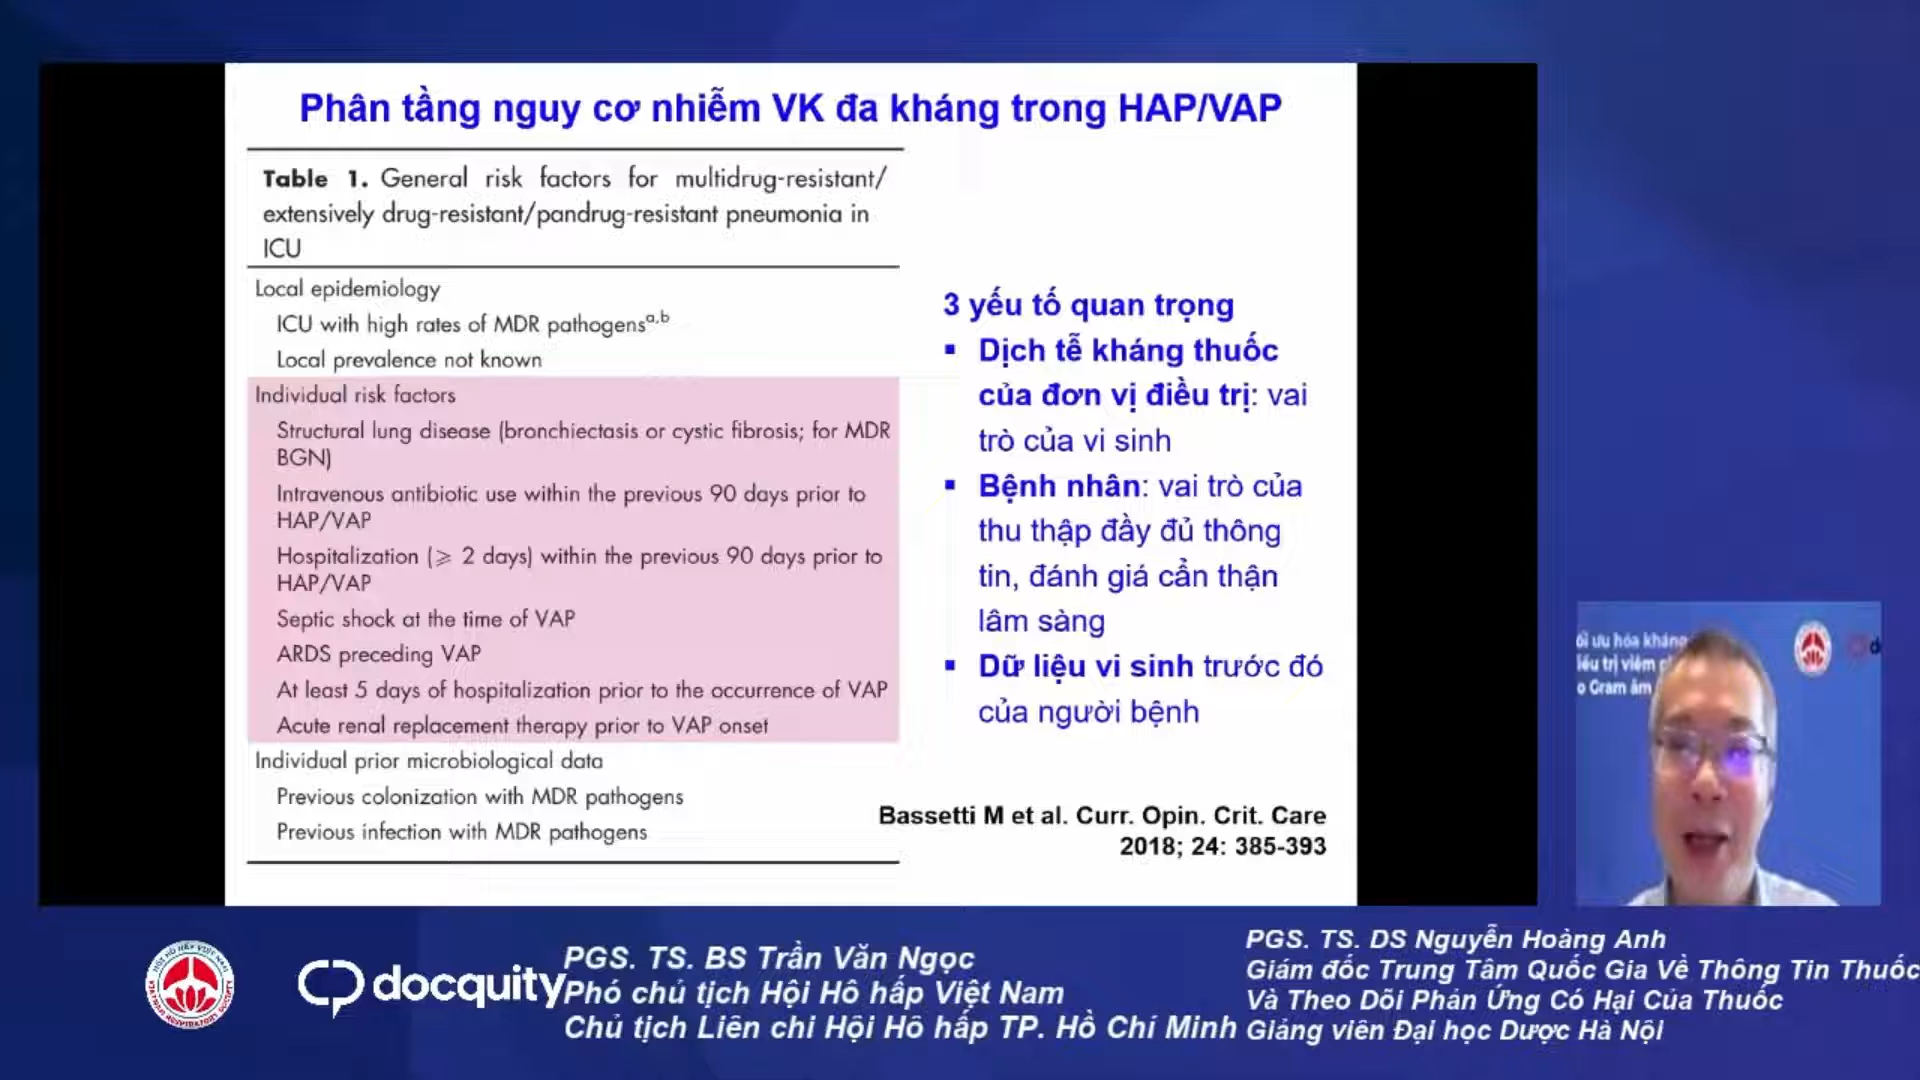 Phân tầng nguy cơ nhiễm VK đa kháng trong HAP/VAP
Table 1. General risk factors for multidrug-resistant/
extensively drug-resistant/pandrug-resistant pneumonia in
ICU
Local epidemiology
ICU with high rates of MDR pathogensa,b
Local prevalence not known
Individual risk factors
Structural lung disease (bronchiectasis or cystic fibrosis; for MDR
BGN)
Intravenous antibiotic use within the previous 90 days prior to
HAP/VAP
Hospitalization (⩾ 2 days) within the previous 90 days prior to
HAP/VAP
Septic shock at the time of VAP
ARDS preceding VAP
At least 5 days of hospitalization prior to the occurrence of VAP
Acute renal replacement therapy prior to VAP onset
Individual prior microbiological data
Previous colonization with MDR pathogens
Previous infection with MDR pathogens
3 yếu tố quan trọng
▪ Dịch tễ kháng thuốc
của đơn vị điều trị: vai
trò của vi sinh
▪ Bệnh nhân: vai trò của
thu thập đầy đủ thông
tin, đánh giá cẩn thận
lâm sàng
▪ Dữ liệu vi sinh trước đó
của người bệnh
Bassetti M et al. Curr. Opin. Crit. Care
2018; 24: 385-393
ối ưu hóa kháng
iều trị viêm
o Gram âm
docquity
PGS. TS. BS Trần Văn Ngọc
Phó chủ tịch Hội Hô hấp Việt Nam
Chủ tịch Liên chi Hội Hô hấp TP. Hồ Chí Minh
PGS. TS. DS Nguyễn Hoàng Anh
Giám đốc Trung Tâm Quốc Gia Về Thông Tin Thuốc
Và Theo Dõi Phản Ứng Có Hại Của Thuốc
Giảng viên Đại học Dược Hà Nội